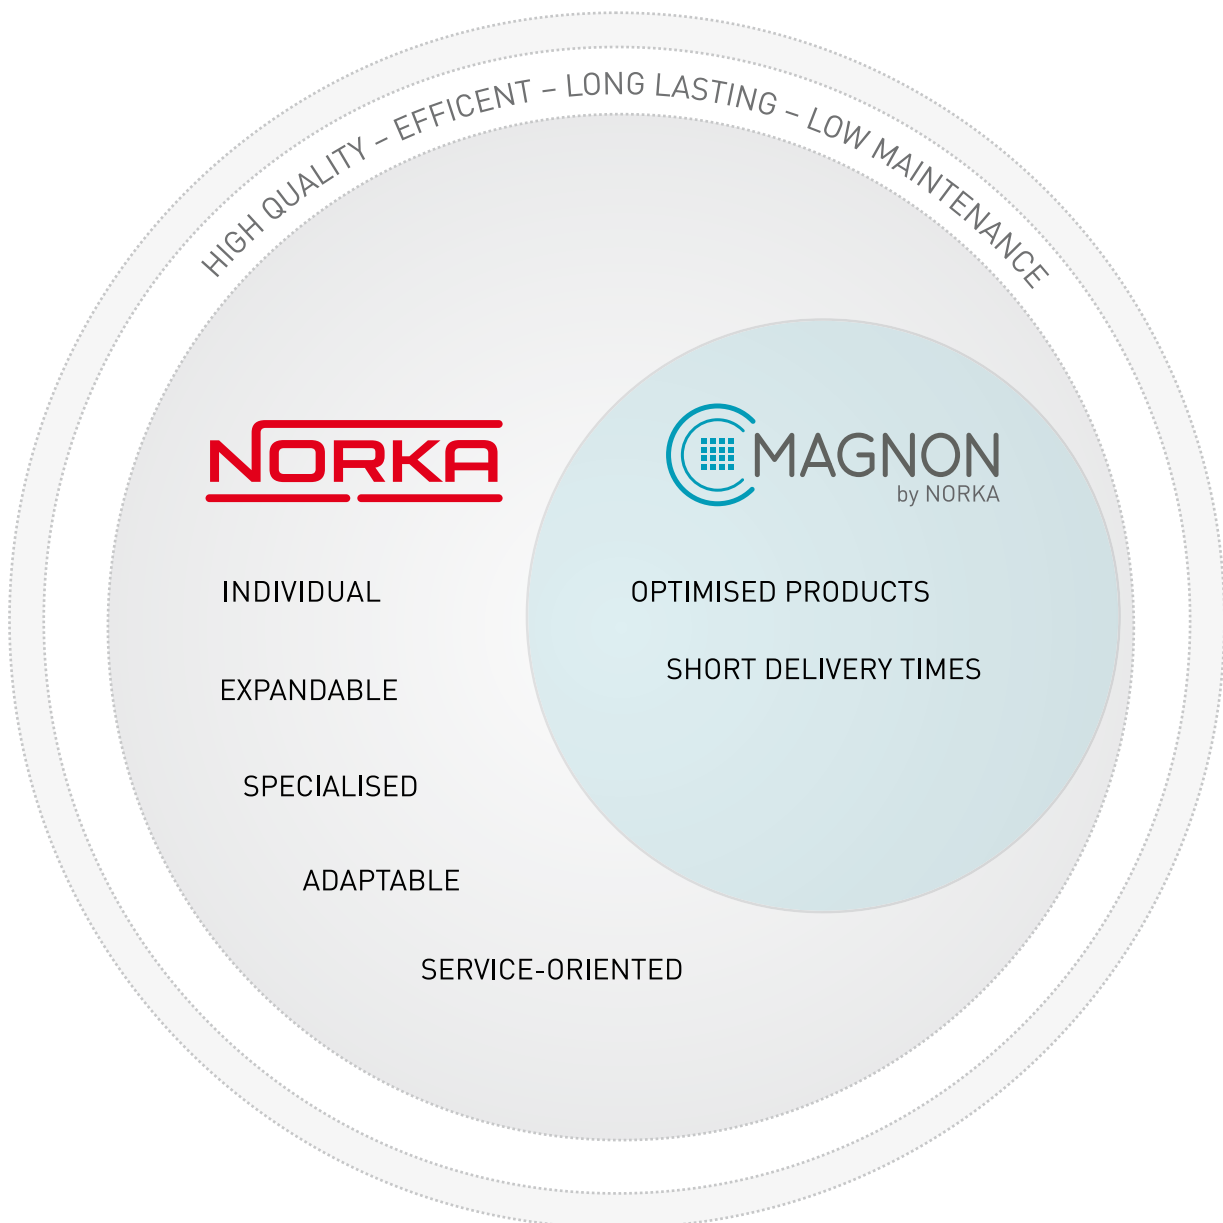 HIGH QUALITY – EFFICENT – LONG LASTING – LOW MAINTENANCE
NORKA
INDIVIDUAL
EXPANDABLE
SPECIALISED
ADAPTABLE
SERVICE-ORIENTED
MAGNON
by NORKA
OPTIMISED PRODUCTS
SHORT DELIVERY TIMES